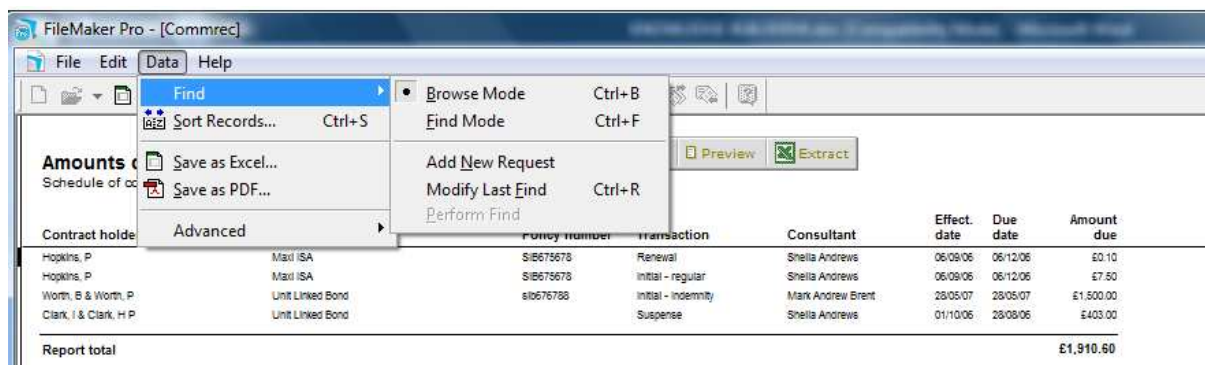 FileMaker Pro - [Commrec]
File Edit Data Help
Find
Sort Records... Ctrl+S
Save as Excel...
Save as PDF...
Advanced
Browse Mode Ctrl+B
Find Mode Ctrl+F
Add New Request
Modify Last Find Ctrl+R
Perform Find
Preview Extract
Amounts
Schedule of
Contract Policy number Transaction Consultant Effect. date Due date Amount due
Hopkins, P Maxi ISA SIB675678 Renewal Sheila Andrews 06/09/06 06/12/06 £0.10
Hopkins, P Maxi ISA SIB675678 Initial - regular Sheila Andrews 06/09/06 06/12/06 £7.50
Worth, B & Worth, P Unit Linked Bond sib676788 Initial - Indemnity Mark Andrew Brent 28/05/07 28/05/07 £1,500.00
Clark, I & Clark, H P Unit Linked Bond Suspense Sheila Andrews 01/10/06 28/08/06 £403.00
Report total £1,910.60